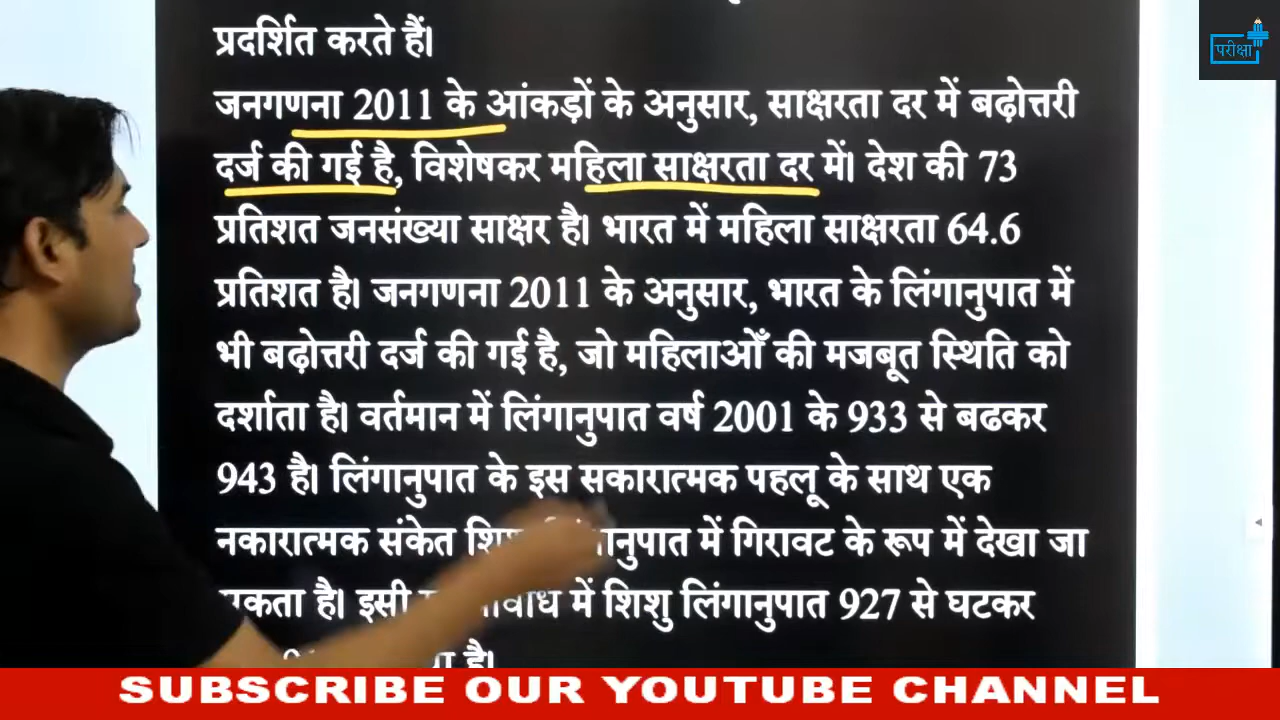 प्रदर्शित करते हैं।
परीक्षा
जनगणना 2011 के आंकड़ों के अनुसार, साक्षरता दर में बढ़ोत्तरी
दर्ज की गई है, विशेषकर महिला साक्षरता दर में। देश की 73
प्रतिशत जनसंख्या साक्षर है। भारत में महिला साक्षरता 64.6
प्रतिशत है। जनगणना 2011 के अनुसार, भारत के लिंगानुपात में
भी बढ़ोत्तरी दर्ज की गई है, जो महिलाओँ की मजबूत स्थिति को
दर्शाता है। वर्तमान में लिंगानुपात वर्ष 2001 के 933 से बढकर
943 है। लिंगानुपात के इस सकारात्मक पहलू के साथ एक
नकारात्मक संकेत में गिरावट के रूप में देखा जा
है। इसी में शिशु लिंगानुपात 927 से घटकर
है।
SUBSCRIBE OUR YOUTUBE CHANNEL